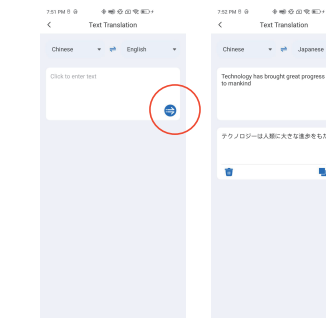 7:51 PM
Text Translation
Chinese
English
Click to enter text
7:52 PM
Text Translation
Chinese
Japanese
Technology has brought great progress
to mankind
テクノロジーは人類に大きな進歩をもた